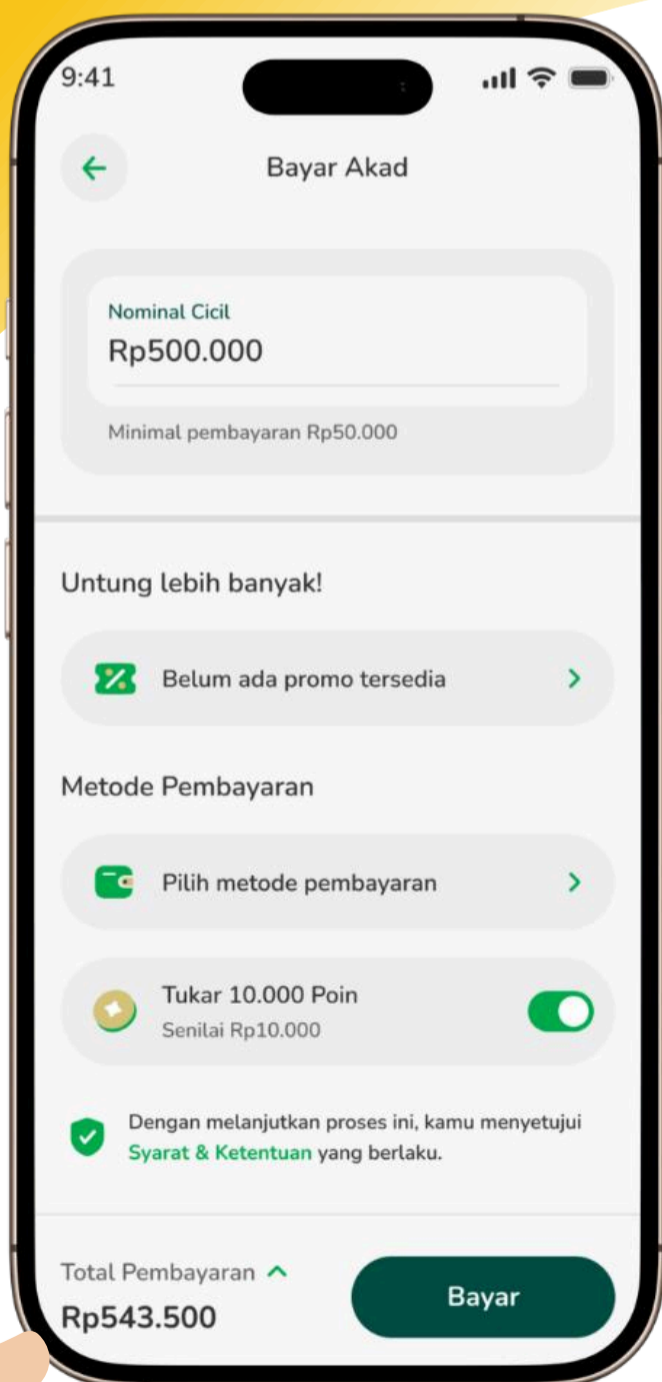 9:41
Bayar Akad
Nominal Cicil
Rp500.000
Minimal pembayaran Rp50.000
Untung lebih banyak!
Belum ada promo tersedia
Metode Pembayaran
Pilih metode pembayaran
Tukar 10.000 Poin
Senilai Rp10.000
Dengan melanjutkan proses ini, kamu menyetujui
Syarat & Ketentuan yang berlaku.
Total Pembayaran
Rp543.500
Bayar